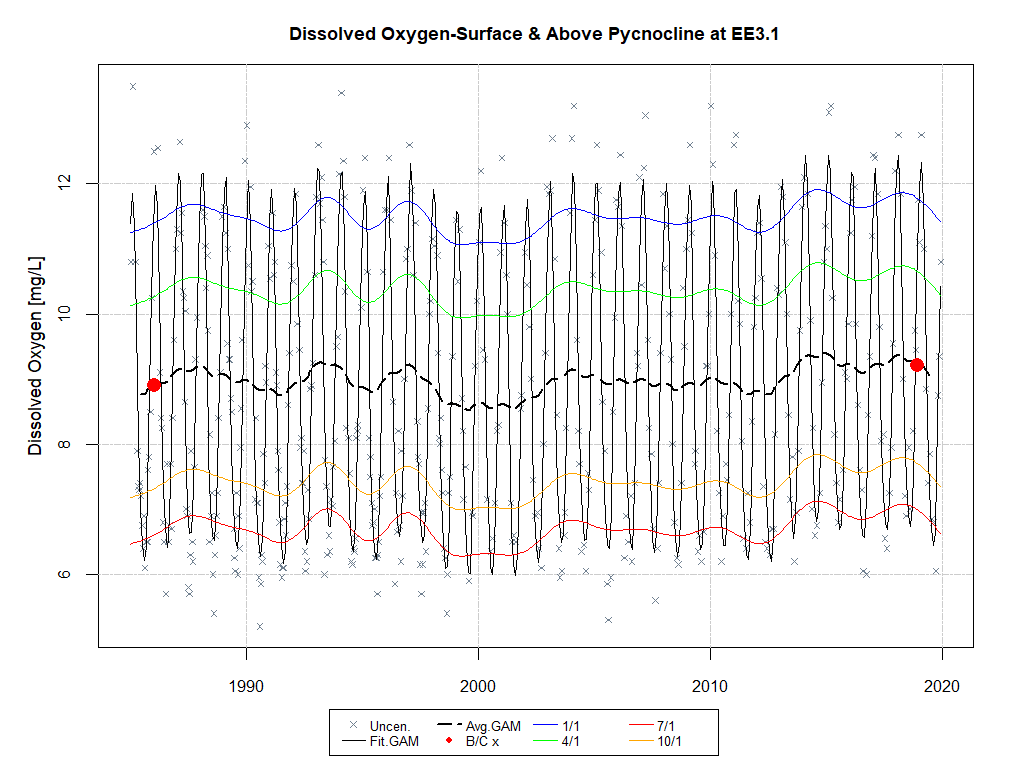 Dissolved Oxygen-Surface & Above Pycnocline at EE3.1
Dissolved Oxygen [mg/L]
12
10
8
6
1990 2000 2010 2020
Uncen. Avg.GAM 1/1 7/1
Fit.GAM B/C x 4/1 10/1